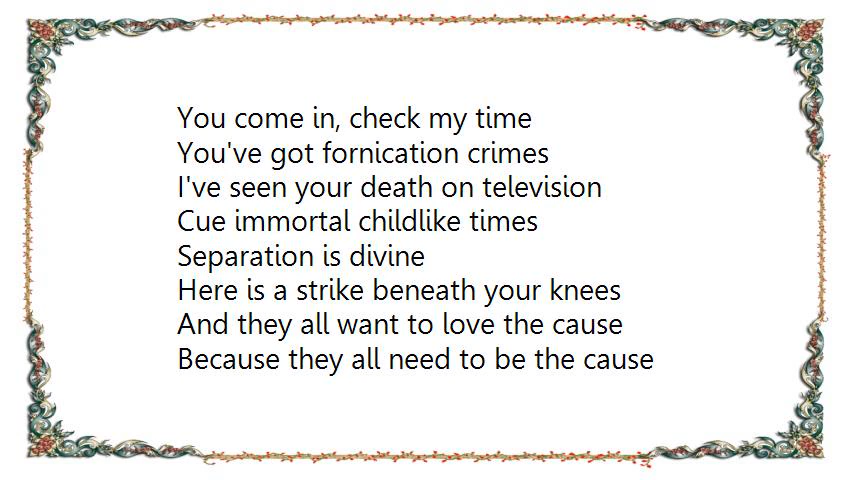 You come in, check my time
You've got fornication crimes
I've seen your death on television
Cue immortal childlike times
Separation is divine
Here is a strike beneath your knees
And they all want to love the cause
Because they all need to be the cause